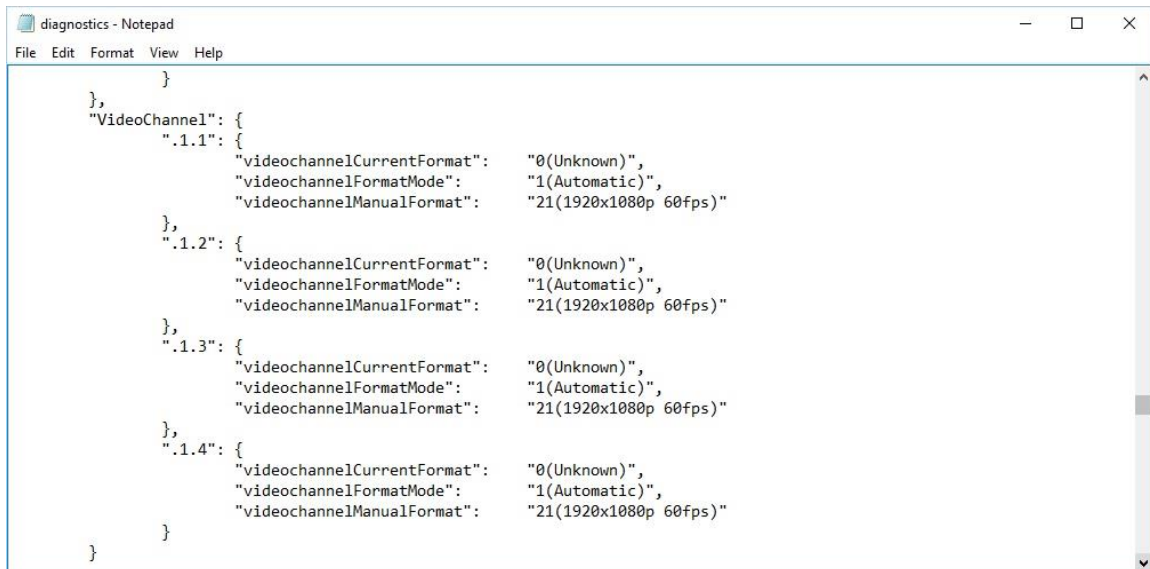 diagnostics - Notepad
File Edit Format View Help
}
},
"VideoChannel": {
".1.1": {
"videochannelCurrentFormat": "0(Unknown)",
"videochannelFormatMode": "1(Automatic)",
"videochannelManualFormat": "21(1920x1080p 60fps)"
},
".1.2": {
"videochannelCurrentFormat": "0(Unknown)",
"videochannelFormatMode": "1(Automatic)",
"videochannelManualFormat": "21(1920x1080p 60fps)"
},
".1.3": {
"videochannelCurrentFormat": "0(Unknown)",
"videochannelFormatMode": "1(Automatic)",
"videochannelManualFormat": "21(1920x1080p 60fps)"
},
".1.4": {
"videochannelCurrentFormat": "0(Unknown)",
"videochannelFormatMode": "1(Automatic)",
"videochannelManualFormat": "21(1920x1080p 60fps)"
}
}